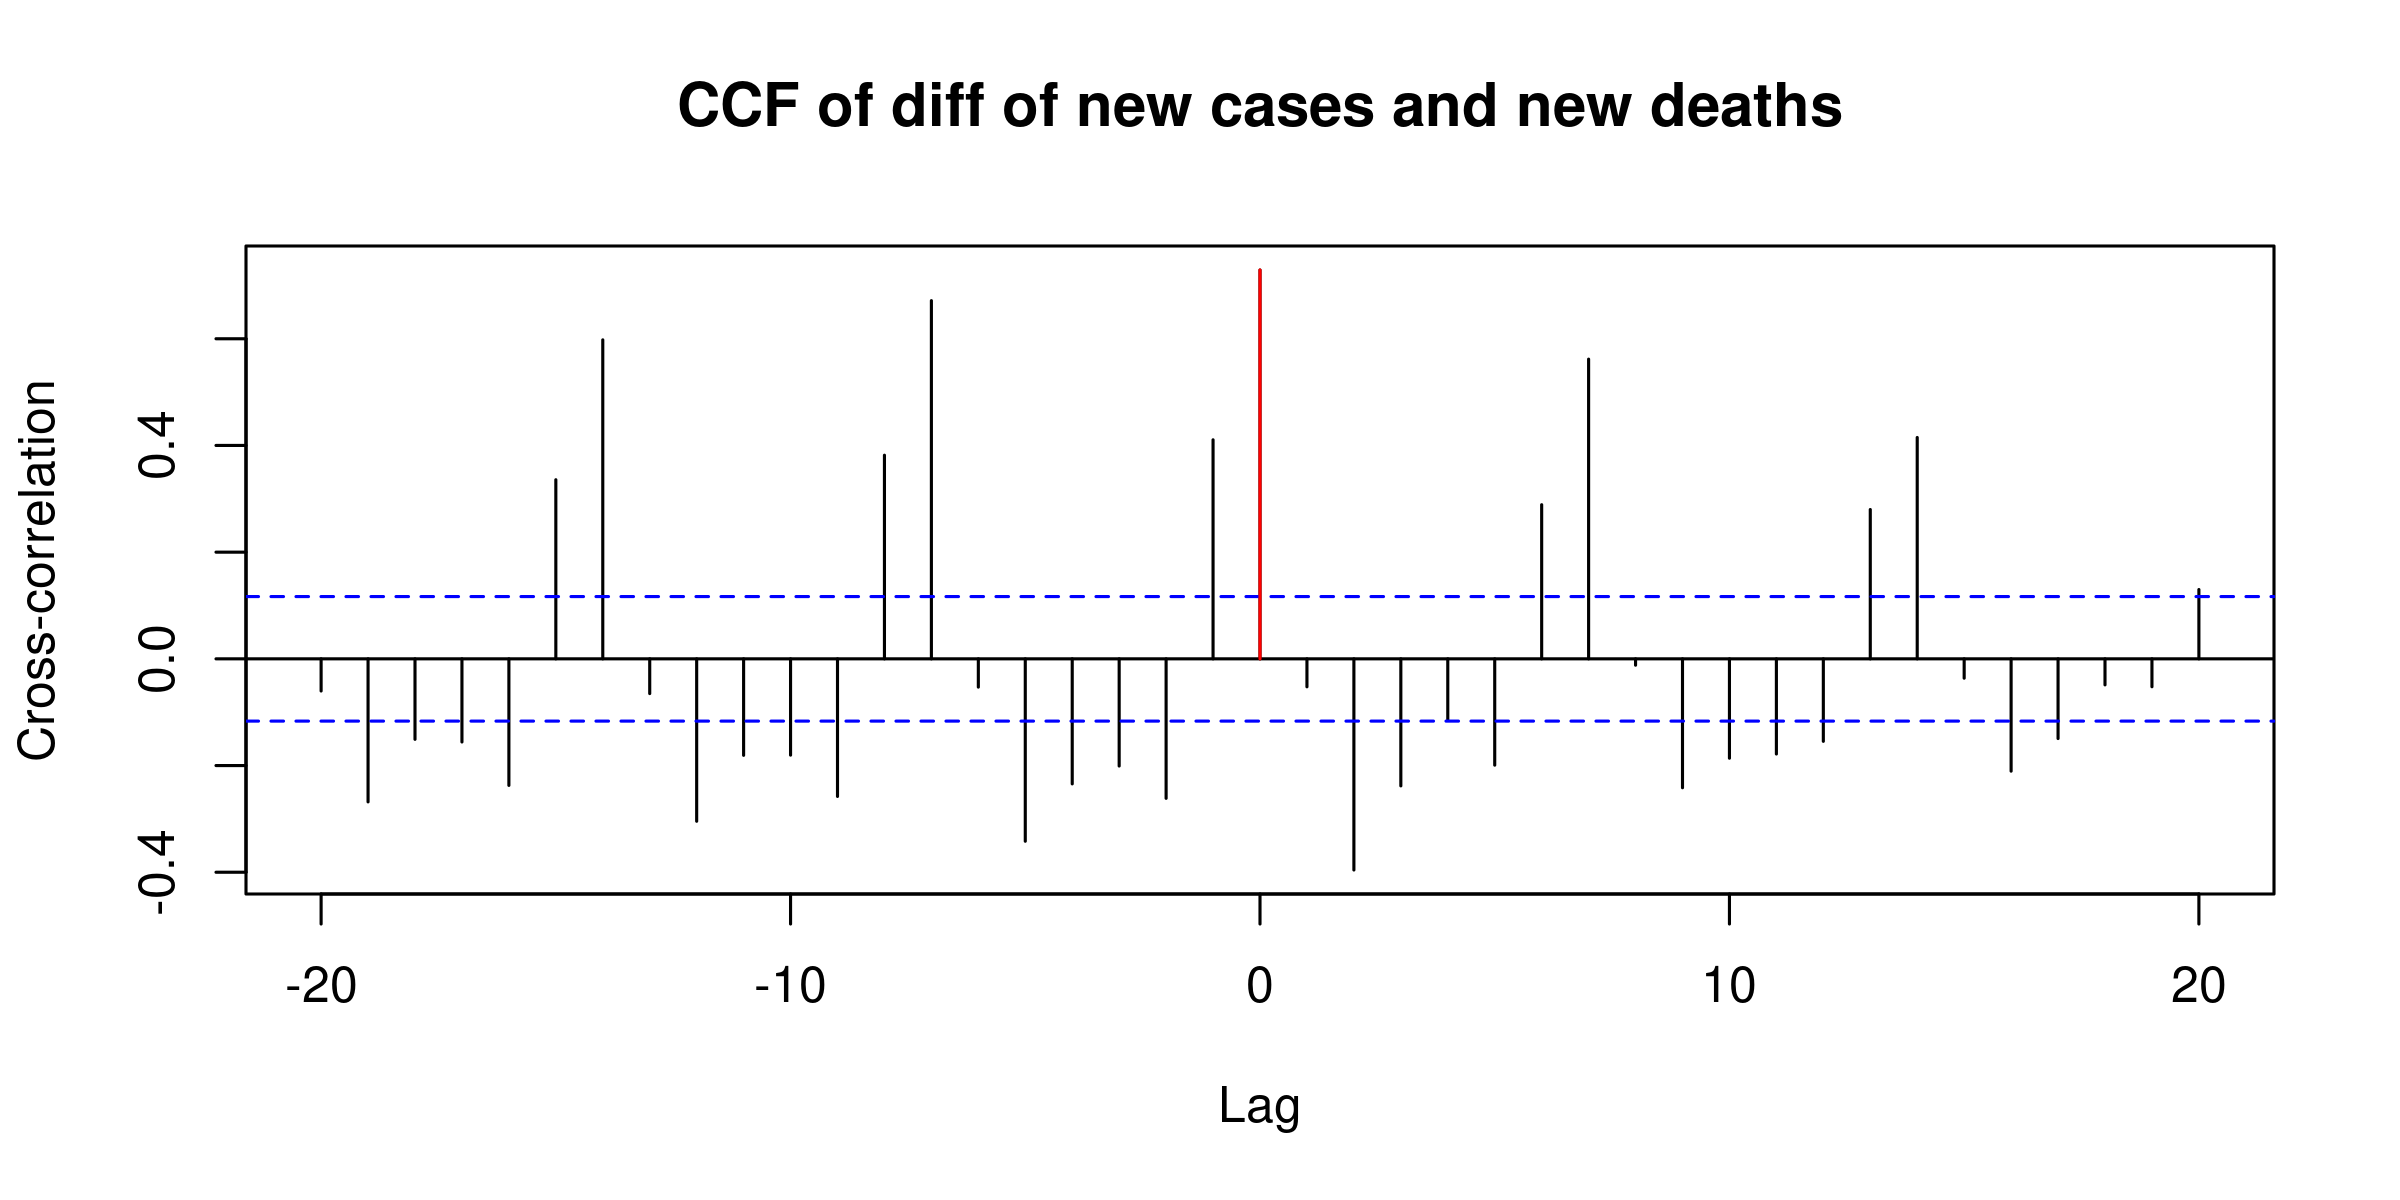 CCF of diff of new cases and new deaths
Cross-correlation
0.4
0.0
-0.4
-20 -10 0 10 20
Lag